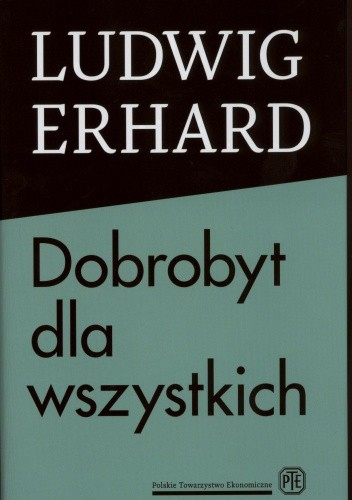 LUDWIG
ERHARD
Dobrobyt
dla
wszystkich
Polskie Towarzystwo Ekonomiczne
PTE